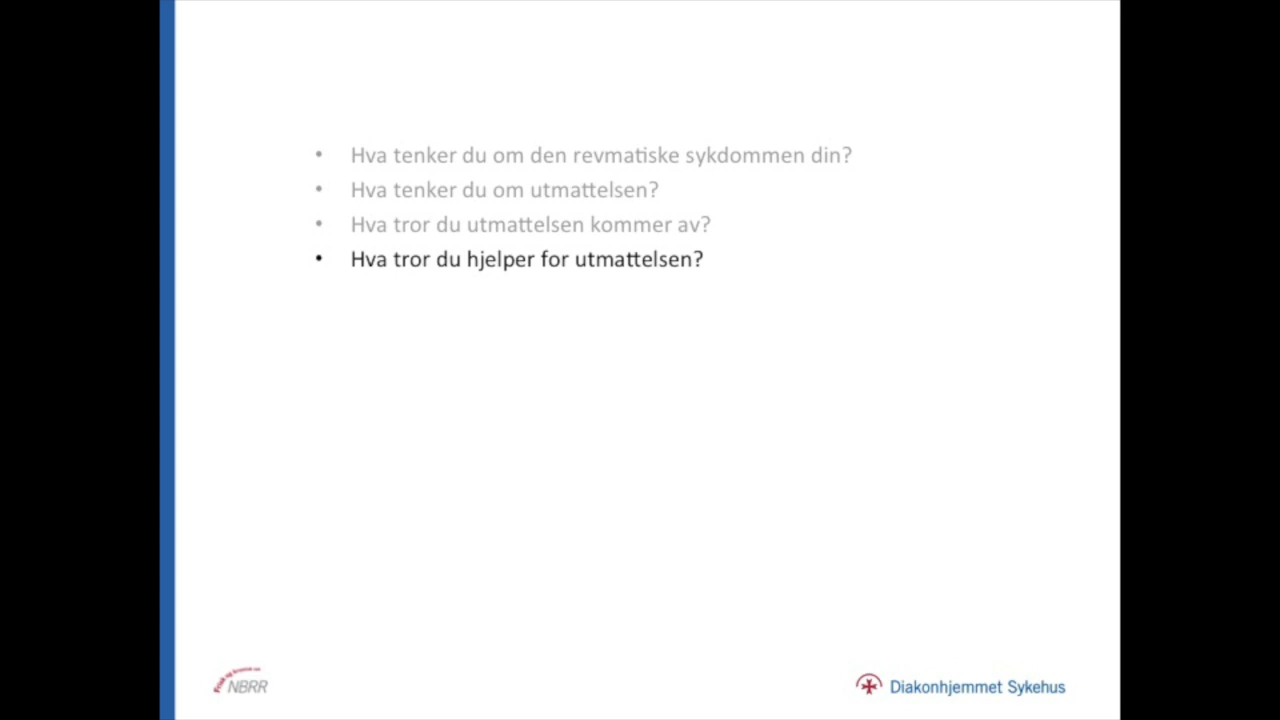 • Hva tenker du om den revmatiske sykdommen din?
• Hva tenker du om utmattelsen?
• Hva tror du utmattelsen kommer av?
• Hva tror du hjelper for utmattelsen?
NBRR
Diakonhjemmet Sykehus